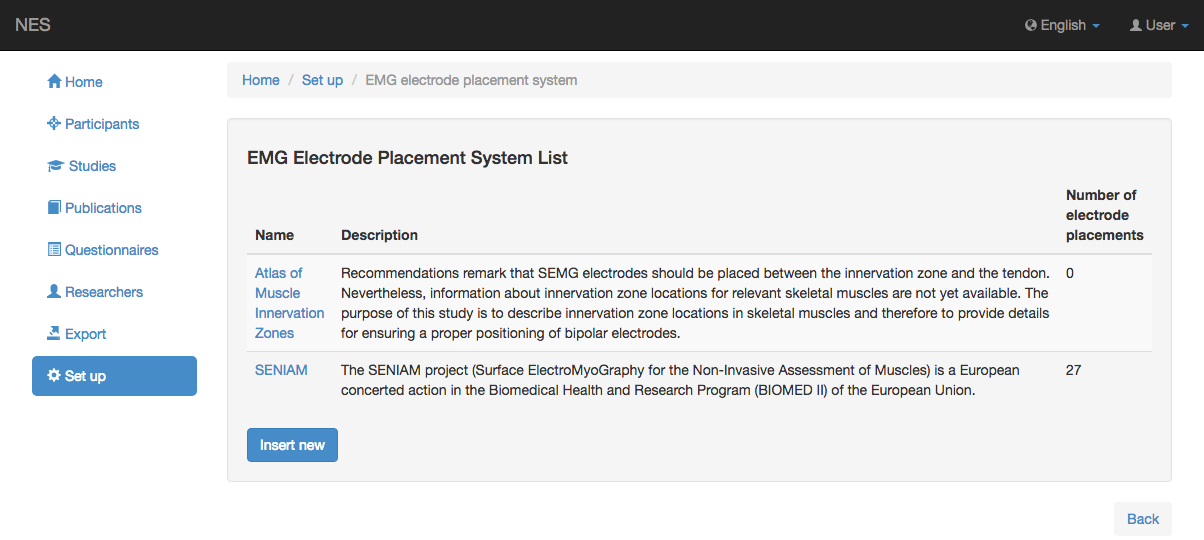 NES
English
User
Home
Participants
Studies
Publications
Questionnaires
Researchers
Export
Set up
Home / Set up / EMG electrode placement system
EMG Electrode Placement System List
Name
Description
Number of
electrode
placements
Atlas of
Muscle
Innervation
Zones
Recommendations remark that SEMG electrodes should be placed between the innervation zone and the tendon.
Nevertheless, information about innervation zone locations for relevant skeletal muscles are not yet available. The
purpose of this study is to describe innervation zone locations in skeletal muscles and therefore to provide details
for ensuring a proper positioning of bipolar electrodes.
0
SENIAM
The SENIAM project (Surface ElectroMyoGraphy for the Non-Invasive Assessment of Muscles) is a European
concerted action in the Biomedical Health and Research Program (BIOMED II) of the European Union.
27
Insert new
Back